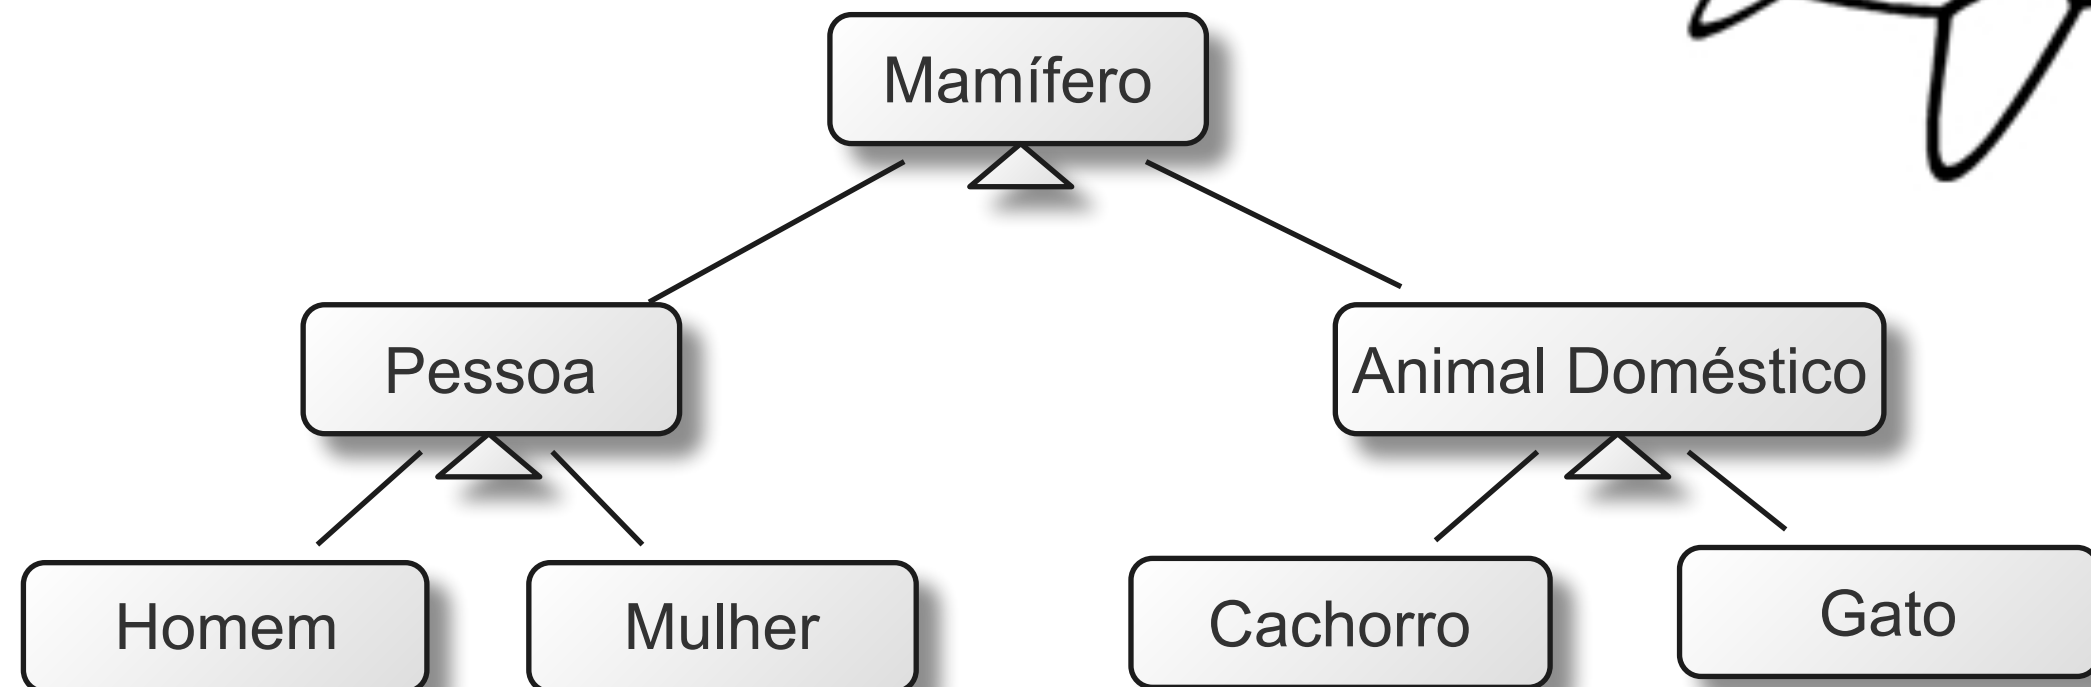 Mamífero
Pessoa
Animal Doméstico
Homem
Mulher
Cachorro
Gato